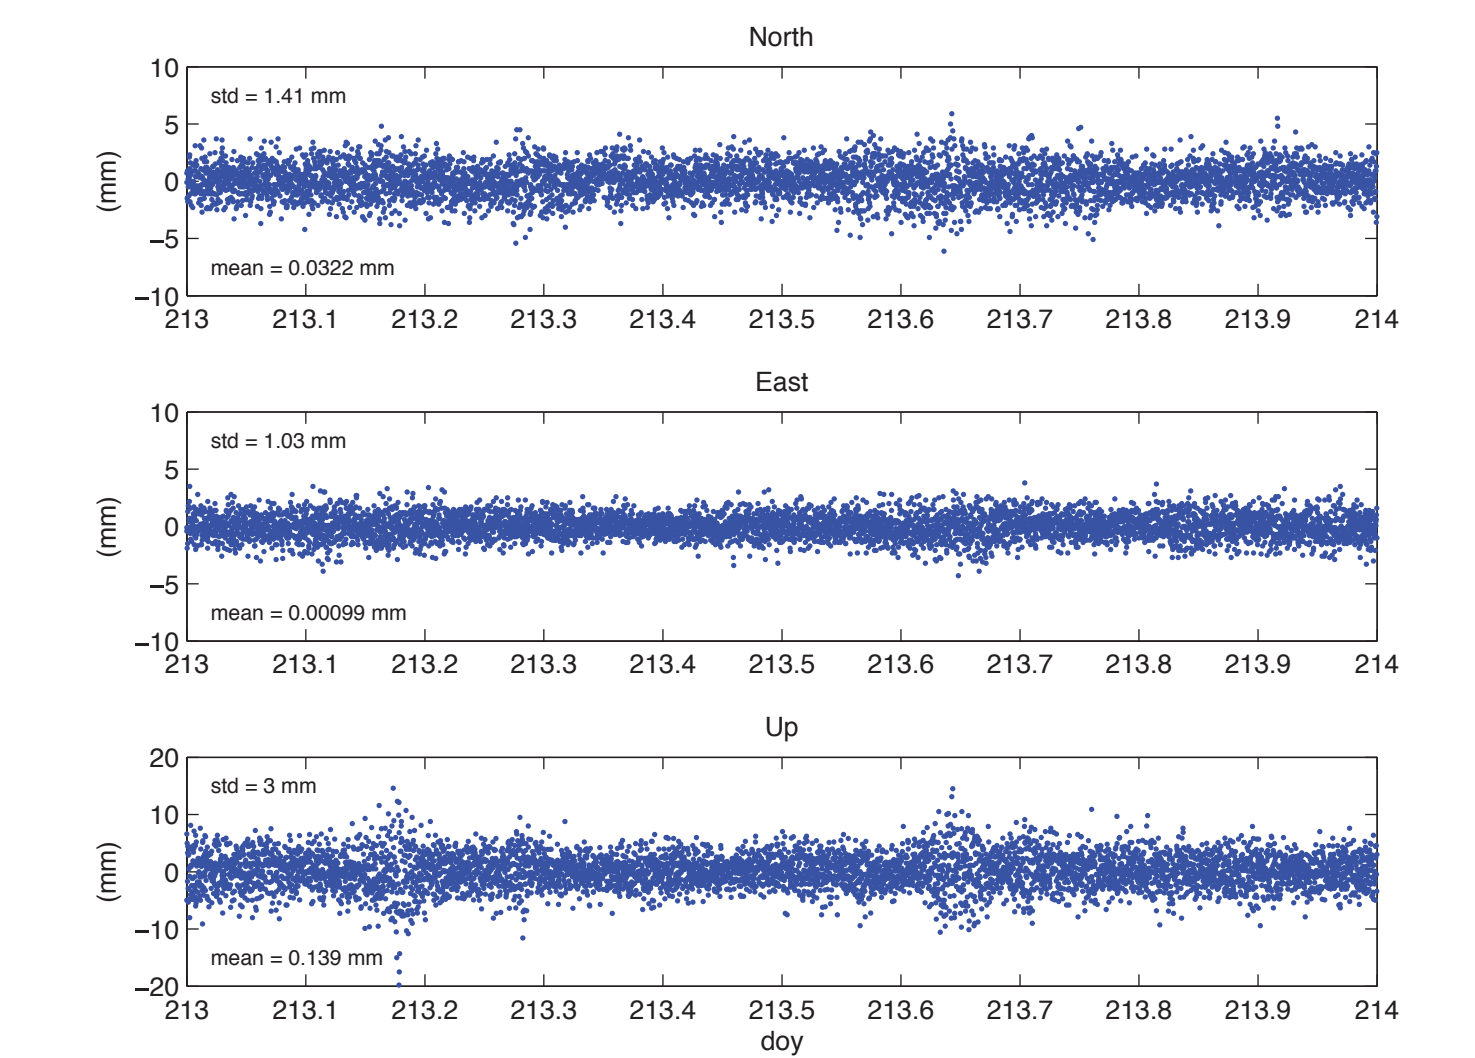 North
10
std = 1.41 mm
5
(mm)
0
−5
mean = 0.0322 mm
−10
213 213.1 213.2 213.3 213.4 213.5 213.6 213.7 213.8 213.9 214
East
10
std = 1.03 mm
5
(mm)
0
−5
mean = 0.00099 mm
−10
213 213.1 213.2 213.3 213.4 213.5 213.6 213.7 213.8 213.9 214
Up
20
std = 3 mm
10
(mm)
0
−10
mean = 0.139 mm
−20
213 213.1 213.2 213.3 213.4 213.5 213.6 213.7 213.8 213.9 214
doy